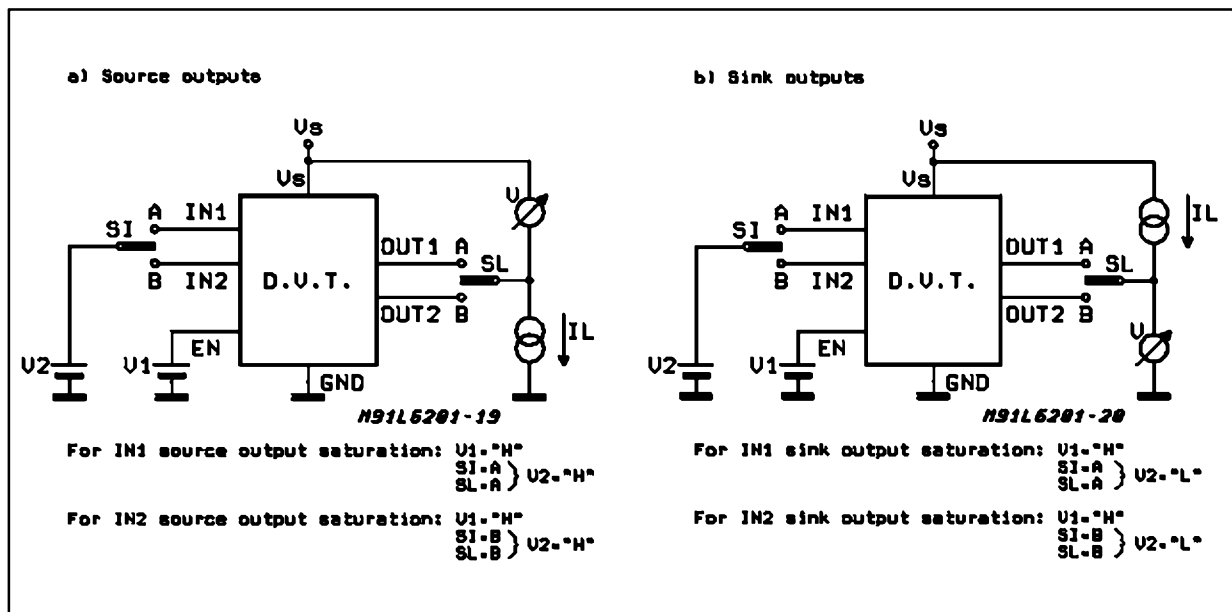 a) Source outputs
Vs
Vs
V
A
IN1
SI
B
IN2
D.V.T.
OUT1
A
SL
OUT2
B
EN
IL
V2
V1
GND
M91L6201-19
For IN1 source output saturation: V1="H"
SI=A
SL=A
} V2="H"
For IN2 source output saturation: V1="H"
SI=B
SL=B
} V2="H"
b) Sink outputs
Vs
Vs
IL
A
IN1
SI
B
IN2
D.V.T.
OUT1
A
SL
OUT2
B
V
EN
V2
V1
GND
M91L6201-20
For IN1 sink output saturation: V1="H"
SI=A
SL=A
} V2="L"
For IN2 sink output saturation: V1="H"
SI=B
SL=B
} V2="L"